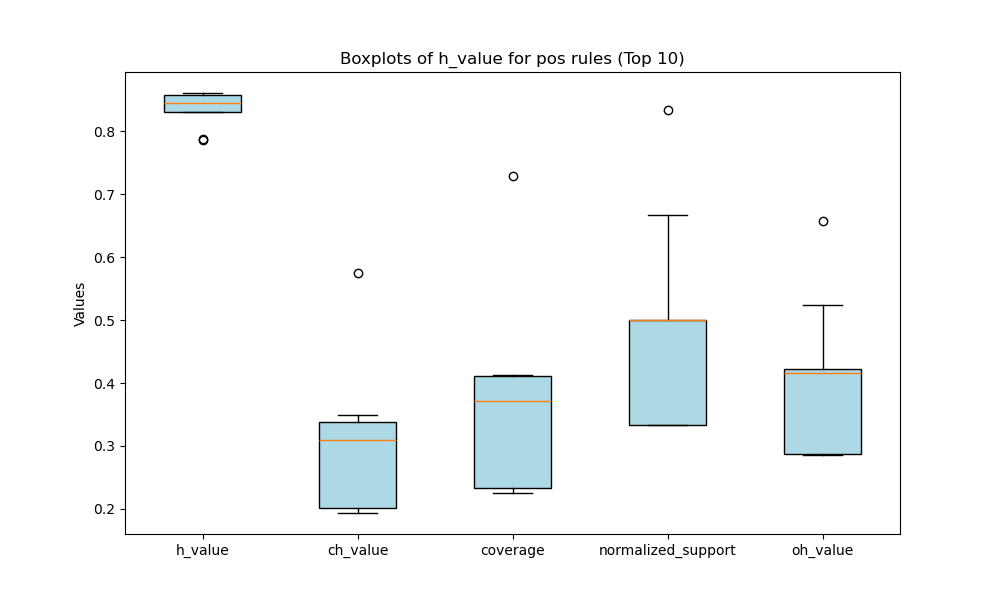 Boxplots of h_value for pos rules (Top 10)
Values
0.8
0.7
0.6
0.5
0.4
0.3
0.2
h_value
ch_value
coverage
normalized_support
oh_value